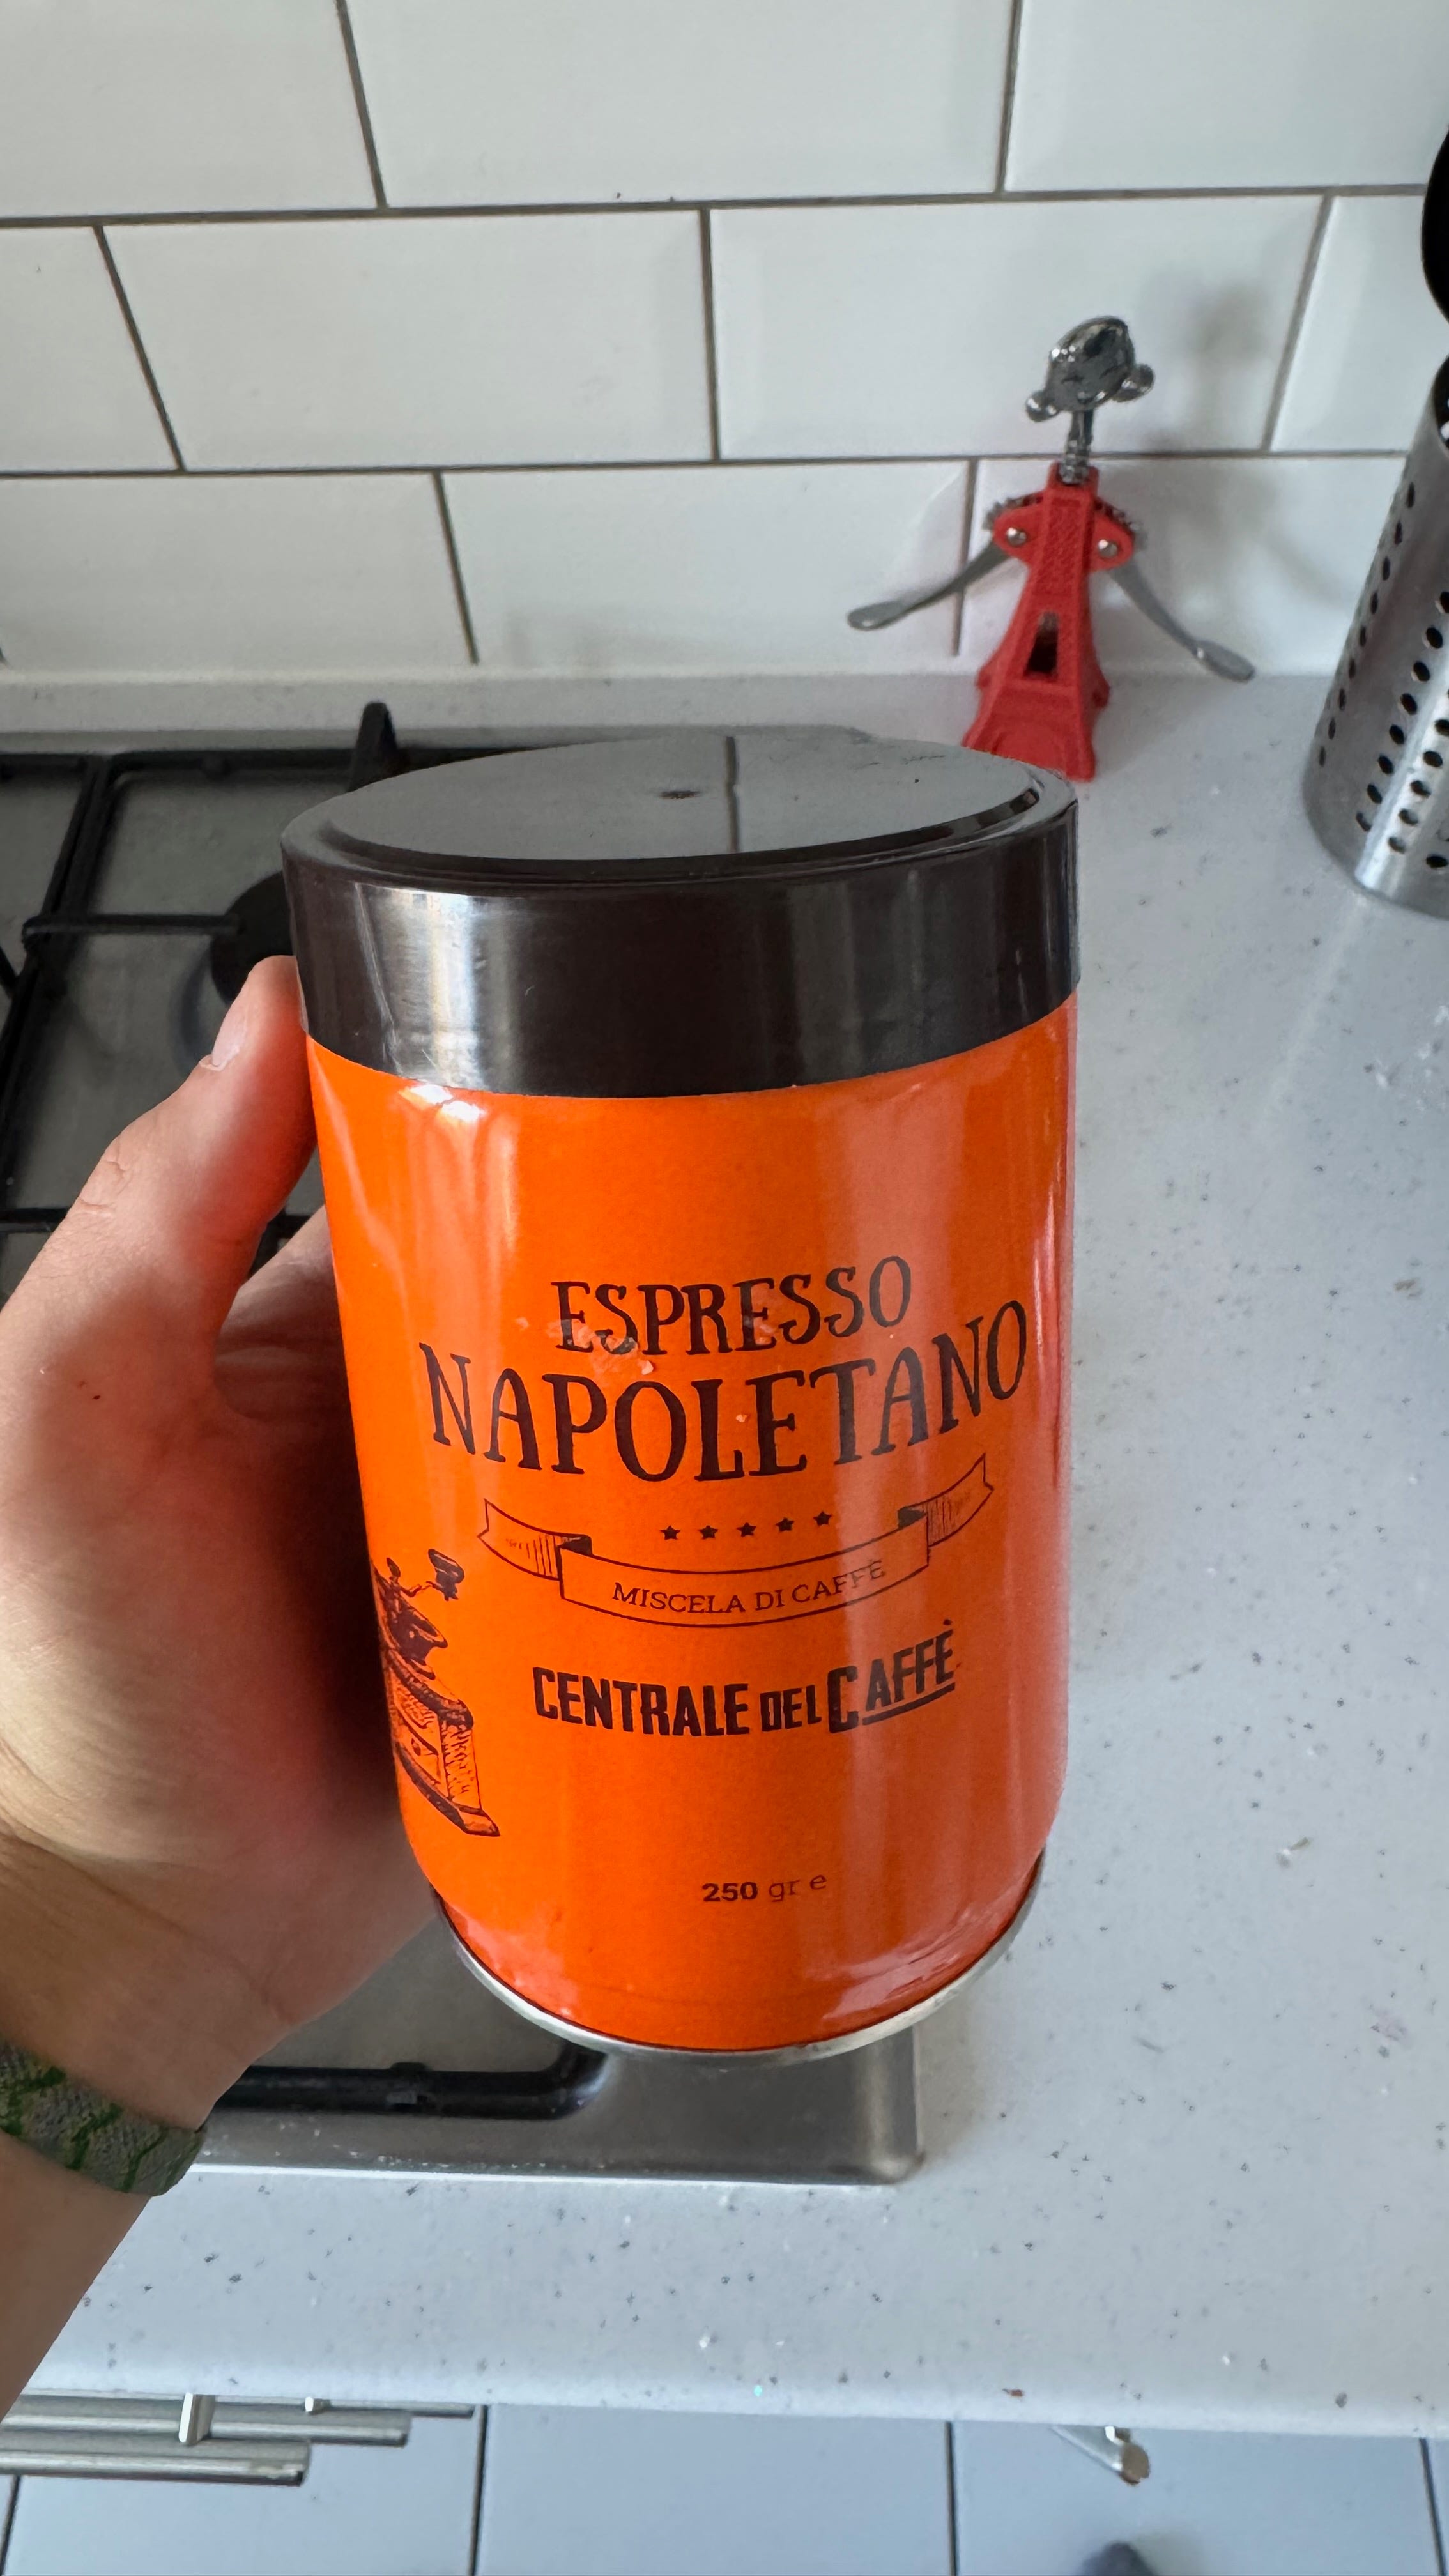 ESPRESSO
NAPOLETANO
MISCELA DI CAFFÈ
CENTRALE DEL CAFFÈ
250 gr e